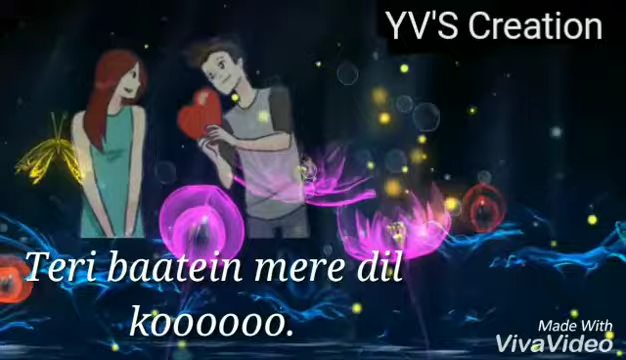 YV'S Creation
Teri baatein mere dil
koooooo.
Made With
VivaVideo